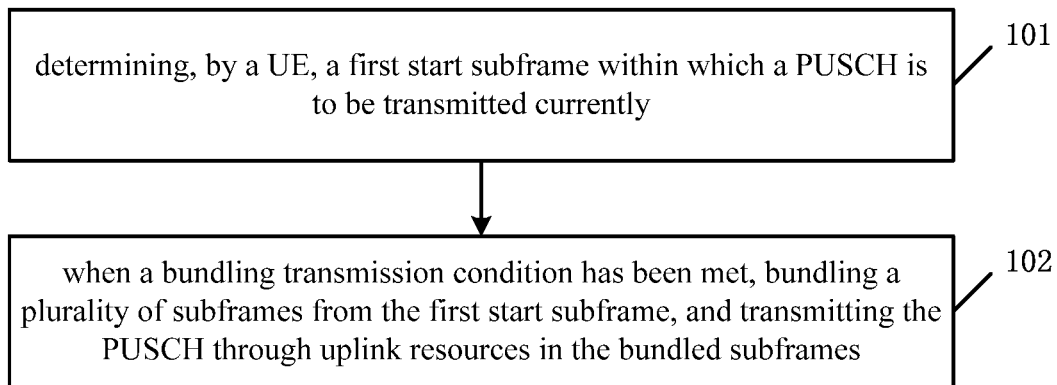 determining, by a UE, a first start subframe within which a PUSCH is
to be transmitted currently
101
when a bundling transmission condition has been met, bundling a
plurality of subframes from the first start subframe, and transmitting the
PUSCH through uplink resources in the bundled subframes
102